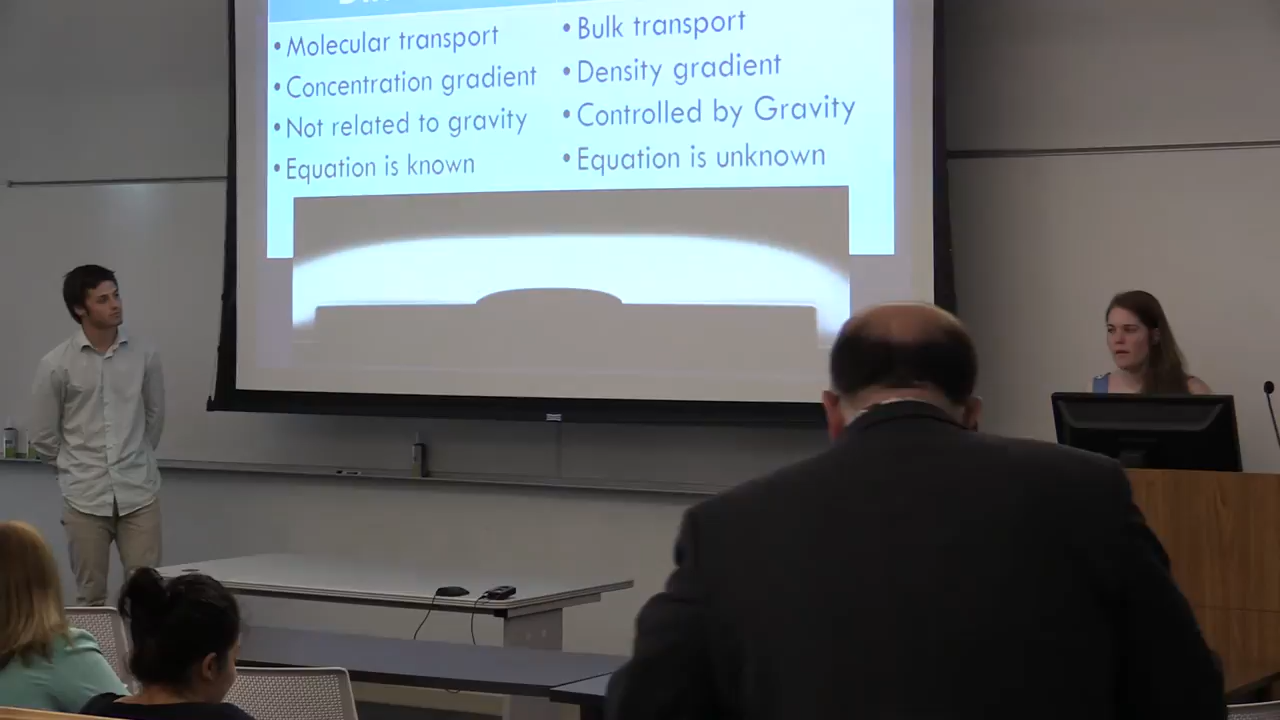 • Molecular transport
• Concentration gradient
• Not related to gravity
• Equation is known
• Bulk transport
• Density gradient
• Controlled by Gravity
• Equation is unknown